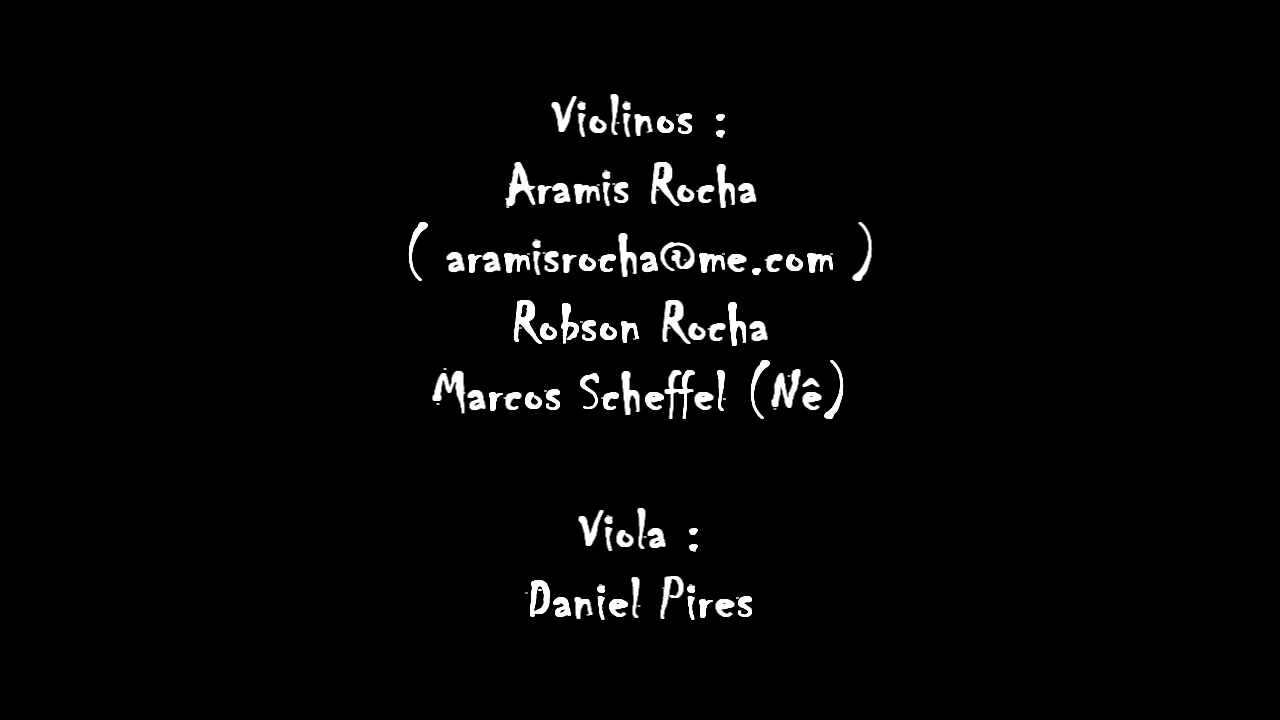 Violinos :
Aramis Rocha
( aramisrocha@me.com )
Robson Rocha
Marcos Scheffel (Nê)
Viola :
Daniel Pires